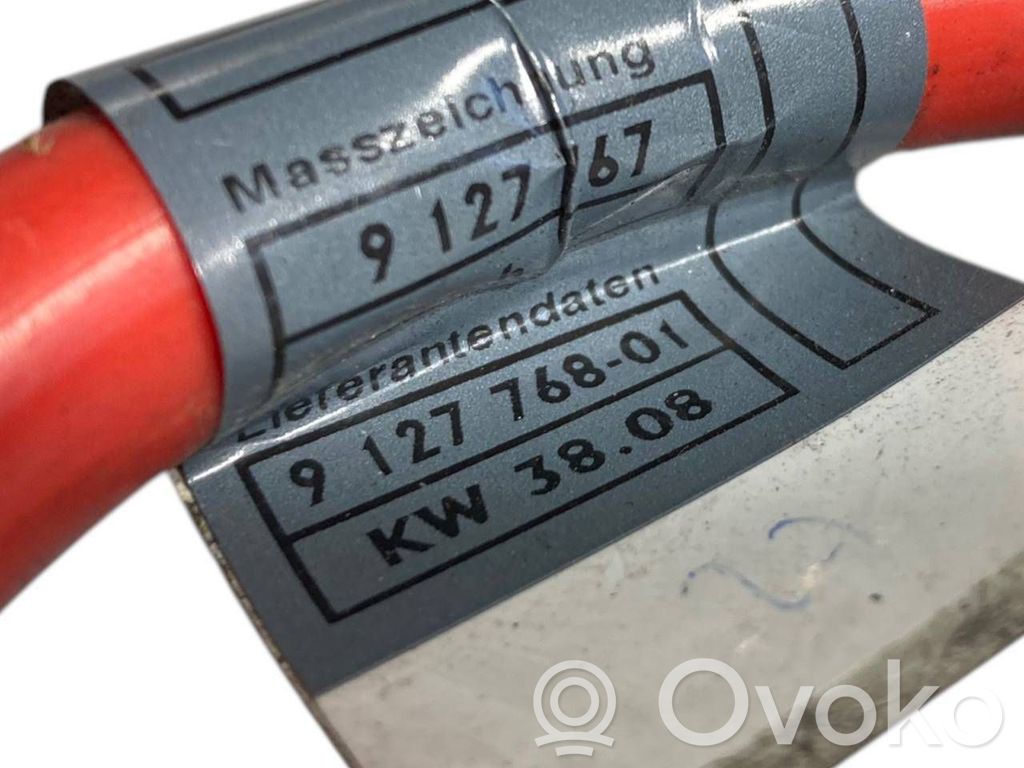 Masszeichnung
9 127 767
Lieferantendaten
9 127 768-01
KW 38.08
Ovoko